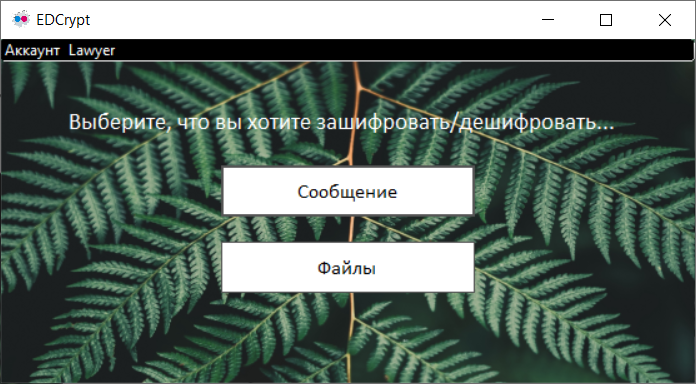 EDCrypt
Аккаунт Lawyer
Выберите, что вы хотите зашифровать/дешифровать...
Сообщение
Файлы